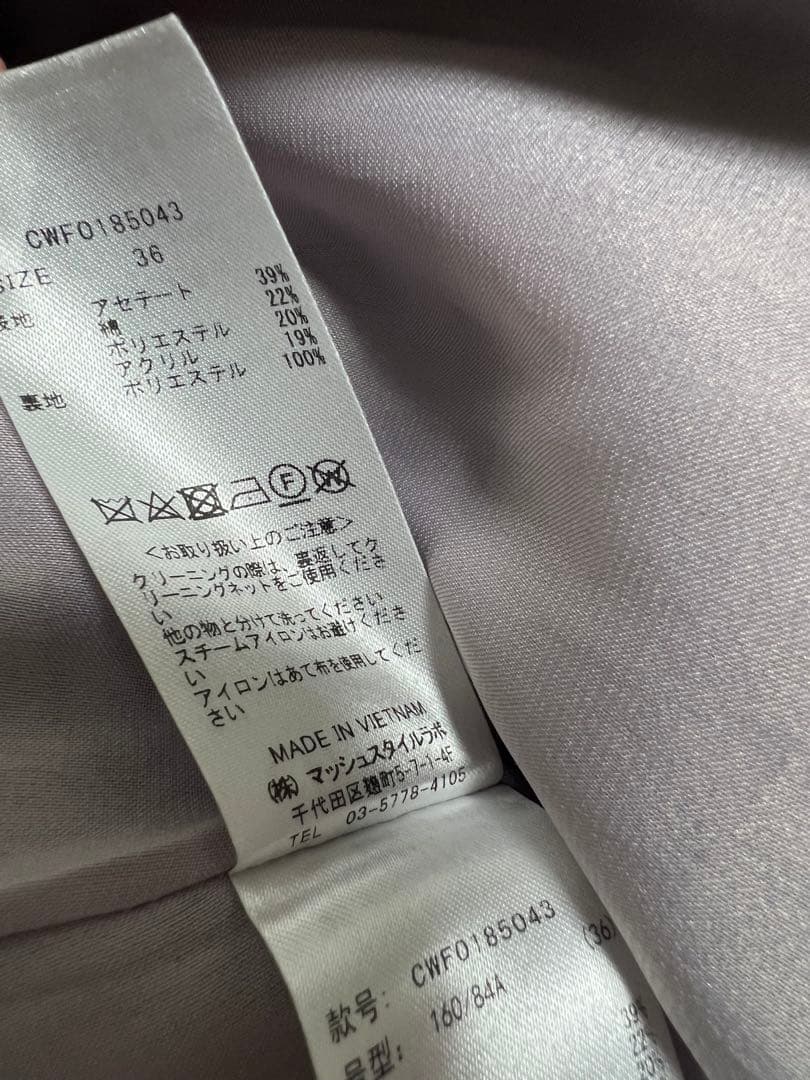 CWF0185043
SIZE 36
表地 アセテート 39%
綿 22%
ポリエステル 20%
アクリル 19%
裏地 ポリエステル 100%
F W
<お取り扱い上のご注意>
クリーニングの際は、裏返してク
リーニングネットをご使用くださ
い
他の物と分けて洗ってください
スチームアイロンはお避けくださ
い
アイロンはあて布を使用してくだ
さい
MADE IN VIETNAM
(株)マッシュスタイルラボ
千代田区麹町5-7-1-4F
TEL 03-5778-4105
款号: CWF0185043 (36)
号型: 160/84A
39%
22%
20%